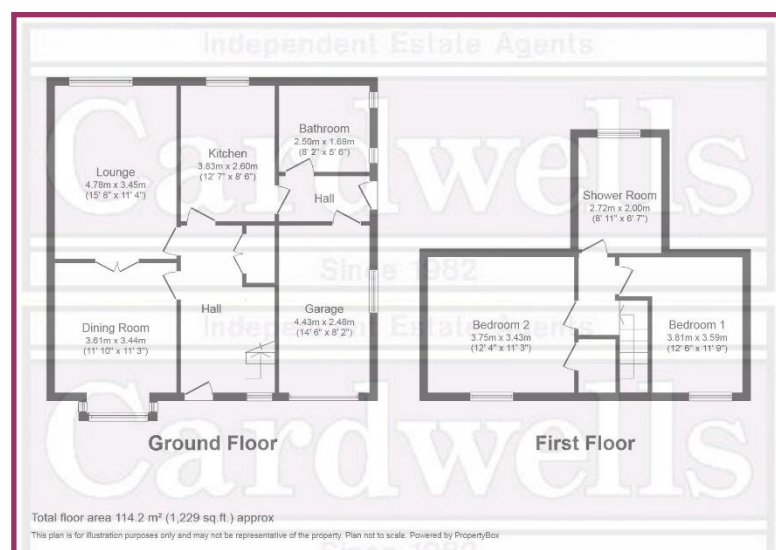 Independent Estate Agents
Cardwells
Since 1982
Independent Estate Agents
Cardwells
Since 1982
Lounge
4.78m x 3.45m
(15' 8" x 11' 4")
Kitchen
3.83m x 2.60m
(12' 7" x 8' 6")
Bathroom
2.50m x 1.68m
(8' 2" x 5' 6")
Hall
Dining Room
3.61m x 3.44m
(11' 10" x 11' 3")
Hall
Garage
4.43m x 2.48m
(14' 6" x 8' 2")
Ground Floor
Shower Room
2.72m x 2.00m
(8' 11" x 6' 7")
Bedroom 2
3.75m x 3.43m
(12' 4" x 11' 3")
Bedroom 1
3.81m x 3.59m
(12' 6" x 11' 9")
First Floor
Total floor area 114.2 m² (1,229 sq.ft.) approx
This plan is for illustration purposes only and may not be representative of the property. Plan not to scale. Powered by PropertyBox